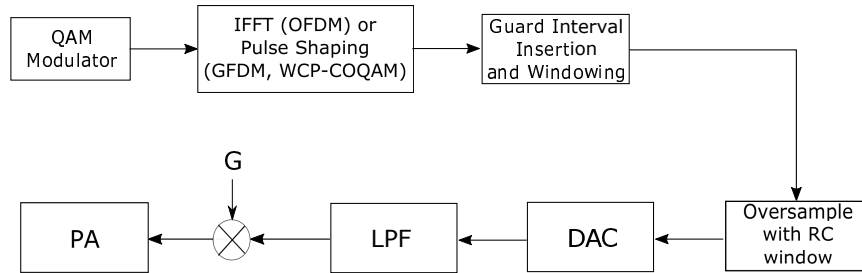 QAM
Modulator
IFFT (OFDM) or
Pulse Shaping
(GFDM, WCP-COQAM)
Guard Interval
Insertion
and Windowing
G
PA
LPF
DAC
Oversample
with RC
window